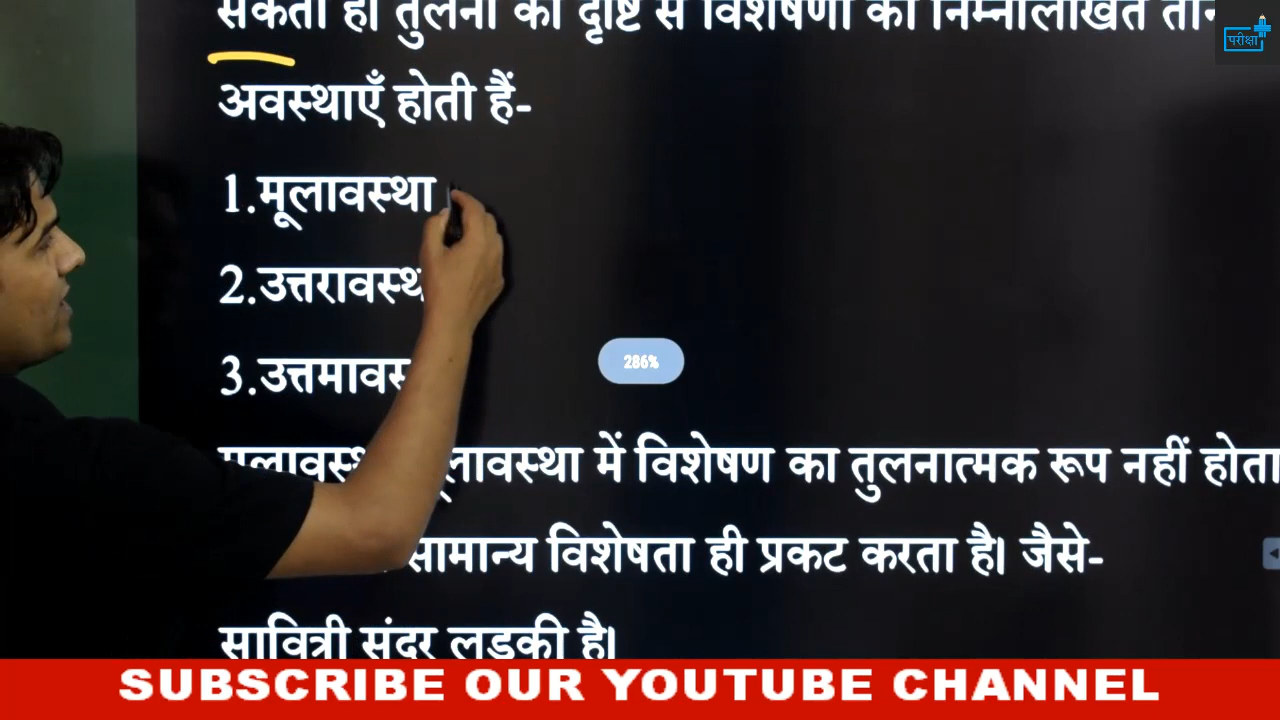 सकती है। तुलना की दृष्टि से विशेषणों की निम्नलिखित तीन
परीक्षा
अवस्थाएँ होती हैं-
1.मूलावस्था
2.उत्तरावस्था
3.उत्तमावस
286%
मूलावस्था में विशेषण का तुलनात्मक रूप नहीं होता
सामान्य विशेषता ही प्रकट करता है। जैसे-
सावित्री सुंदर लड़की है।
SUBSCRIBE OUR YOUTUBE CHANNEL